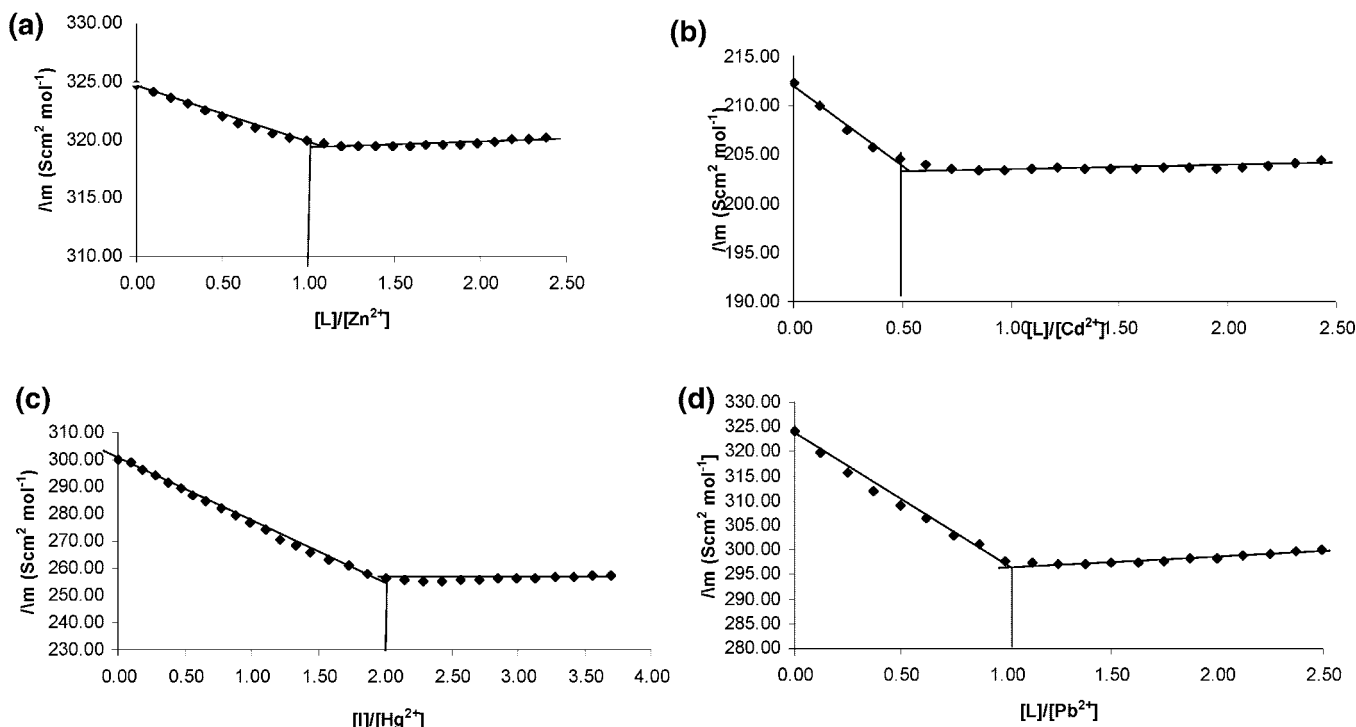 (a)
330.00
325.00
320.00
315.00
310.00
/\m (Scm² mol⁻¹)
0.00 0.50 1.00 1.50 2.00 2.50
[L]/[Zn²⁺]
(b)
215.00
210.00
205.00
200.00
195.00
190.00
/\m (Scm² mol⁻¹)
0.00 0.50 1.00 1.50 2.00 2.50
[L]/[Cd²⁺]
(c)
310.00
300.00
290.00
280.00
270.00
260.00
250.00
240.00
230.00
/\m (Scm² mol⁻¹)
0.00 0.50 1.00 1.50 2.00 2.50 3.00 3.50 4.00
[l]/[Hg²⁺]
(d)
330.00
325.00
320.00
315.00
310.00
305.00
300.00
295.00
290.00
285.00
280.00
/\m (Scm² mol⁻¹]
0.00 0.50 1.00 1.50 2.00 2.50
[L]/[Pb²⁺]